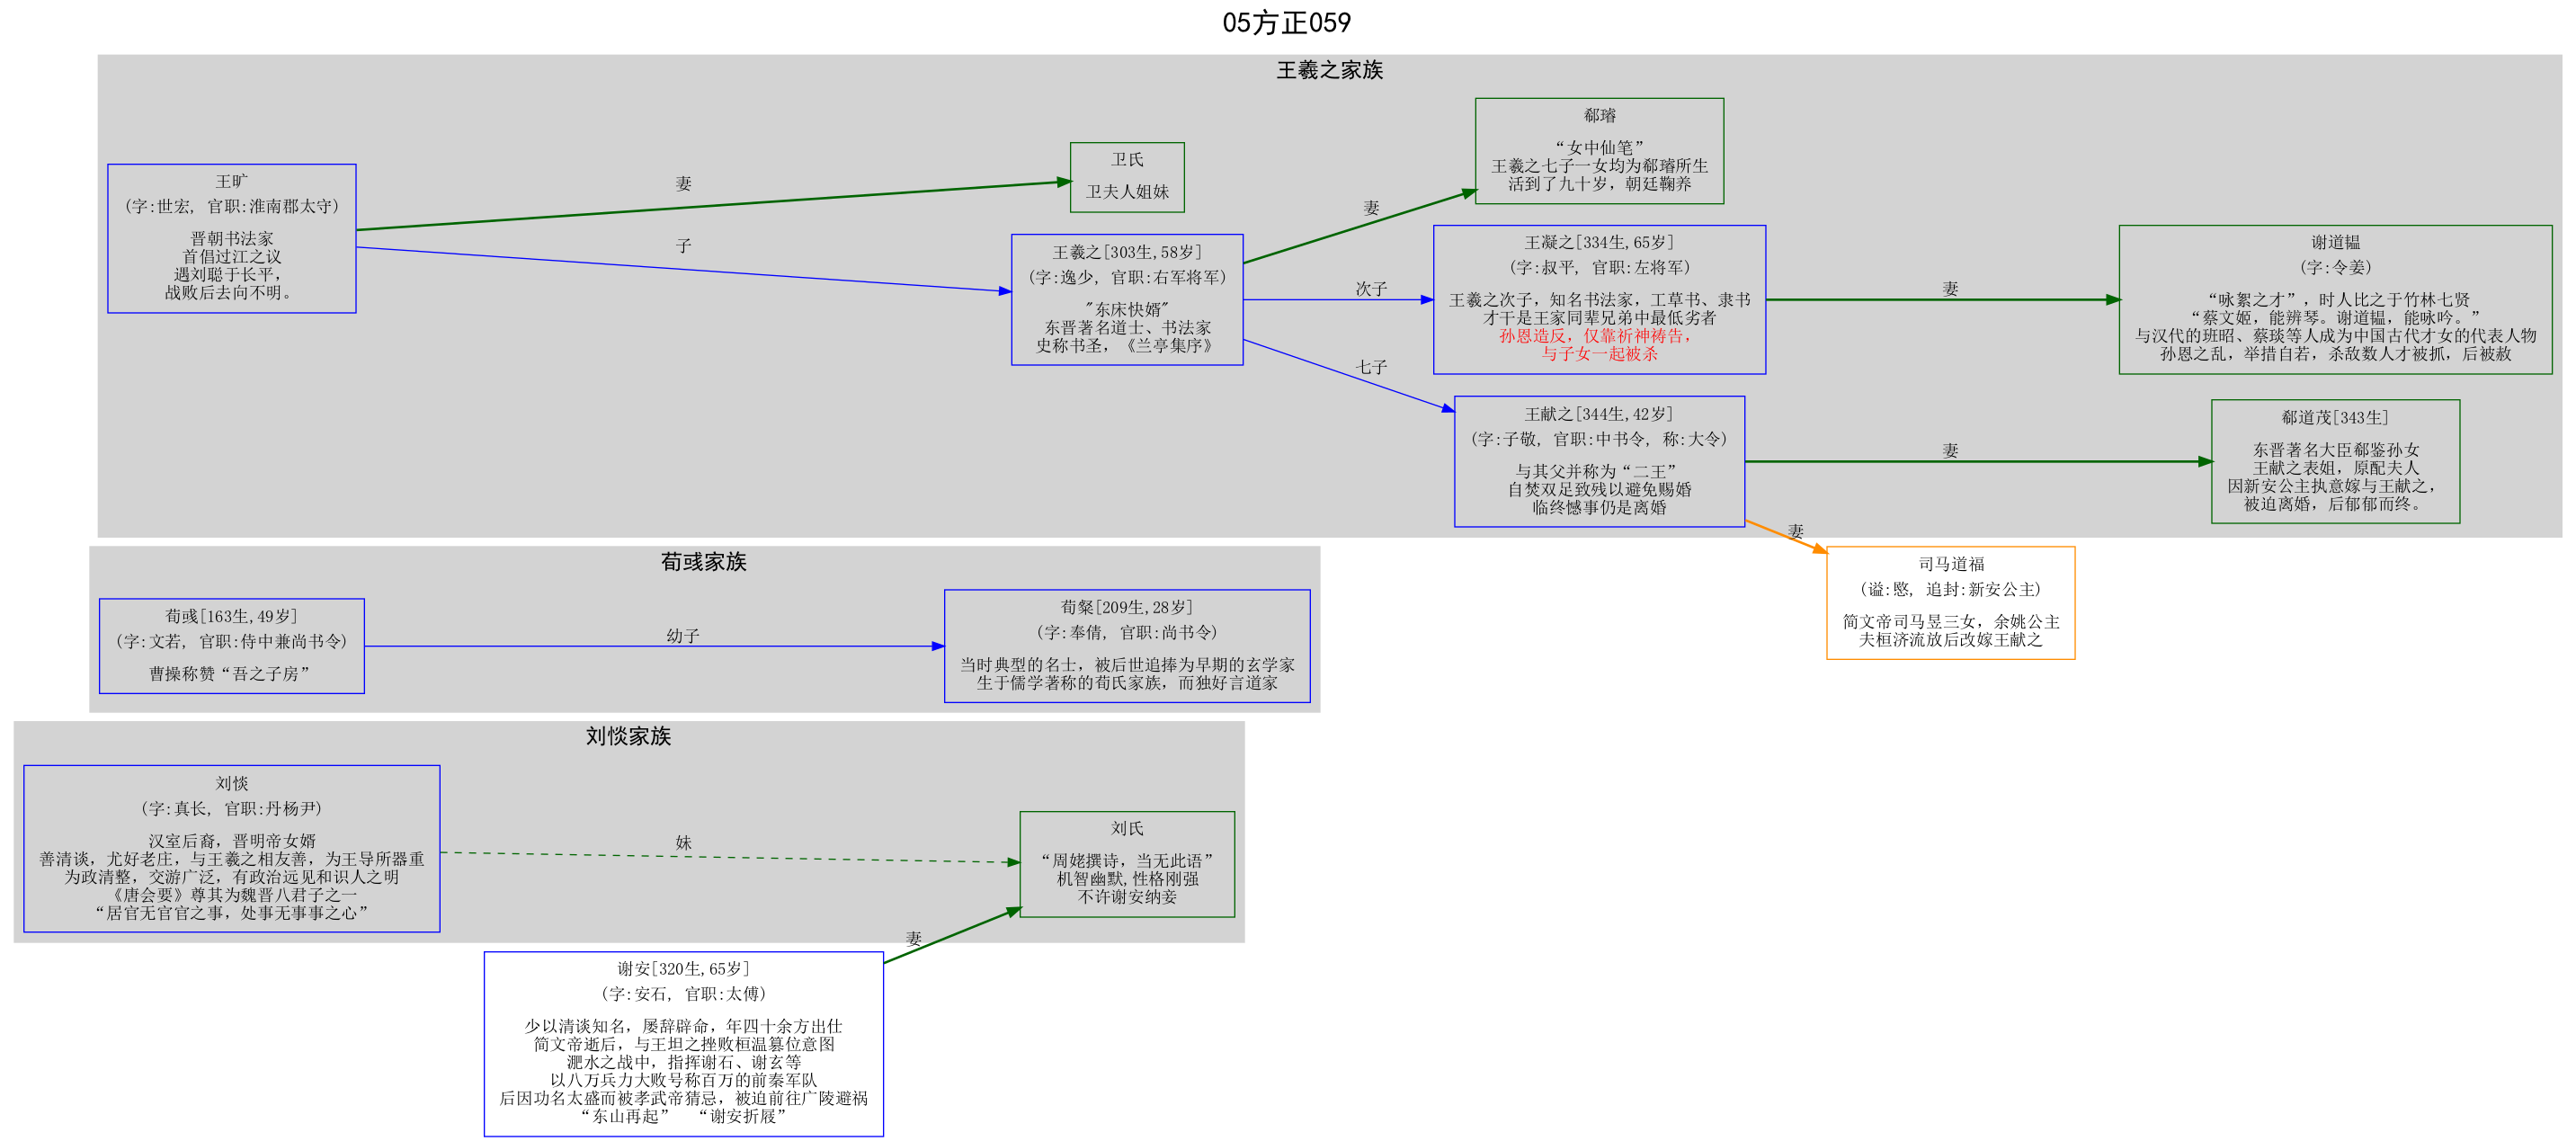 05方正059
王羲之家族
王旷
(字:世宏, 官职:淮南郡太守)
晋朝书法家
首倡过江之议
遇刘聪于长平，
战败后去向不明。
妻
子
卫氏
卫夫人姐妹
王羲之[303生,58岁]
(字:逸少, 官职:右军将军)
"东床快婿"
东晋著名道士、书法家
史称书圣，《兰亭集序》
妻
次子
七子
郗璿
“女中仙笔”
王羲之七子一女均为郗璿所生
活到了九十岁，朝廷鞠养
王凝之[334生,65岁]
(字:叔平, 官职:左将军)
王羲之次子，知名书法家，工草书、隶书
才干是王家同辈兄弟中最低劣者
孙恩造反，仅靠祈神祷告，
与子女一起被杀
妻
谢道韫
(字:令姜)
“咏絮之才”，时人比之于竹林七贤
“蔡文姬，能辨琴。谢道韫，能咏吟。”
与汉代的班昭、蔡琰等人成为中国古代才女的代表人物
孙恩之乱，举措自若，杀敌数人才被抓，后被赦
王献之[344生,42岁]
(字:子敬, 官职:中书令, 称:大令)
与其父并称为“二王”
自焚双足致残以避免赐婚
临终憾事仍是离婚
妻
郗道茂[343生]
东晋著名大臣郗鉴孙女
王献之表姐，原配夫人
因新安公主执意嫁与王献之，
被迫离婚，后郁郁而终。
妻
司马道福
(谥:愍, 追封:新安公主)
简文帝司马昱三女，余姚公主
夫桓济流放后改嫁王献之
荀彧家族
荀彧[163生,49岁]
(字:文若, 官职:侍中兼尚书令)
曹操称赞“吾之子房”
幼子
荀粲[209生,28岁]
(字:奉倩, 官职:尚书令)
当时典型的名士，被后世追捧为早期的玄学家
生于儒学著称的荀氏家族，而独好言道家
刘惔家族
刘惔
(字:真长, 官职:丹杨尹)
汉室后裔，晋明帝女婿
善清谈，尤好老庄，与王羲之相友善，为王导所器重
为政清整，交游广泛，有政治远见和识人之明
《唐会要》尊其为魏晋八君子之一
“居官无官官之事，处事无事事之心”
妹
刘氏
“周姥撰诗，当无此语”
机智幽默,性格刚强
不许谢安纳妾
妻
谢安[320生,65岁]
(字:安石, 官职:太傅)
少以清谈知名，屡辞辟命，年四十余方出仕
简文帝逝后，与王坦之挫败桓温篡位意图
淝水之战中，指挥谢石、谢玄等
以八万兵力大败号称百万的前秦军队
后因功名太盛而被孝武帝猜忌，被迫前往广陵避祸
“东山再起” “谢安折屐”